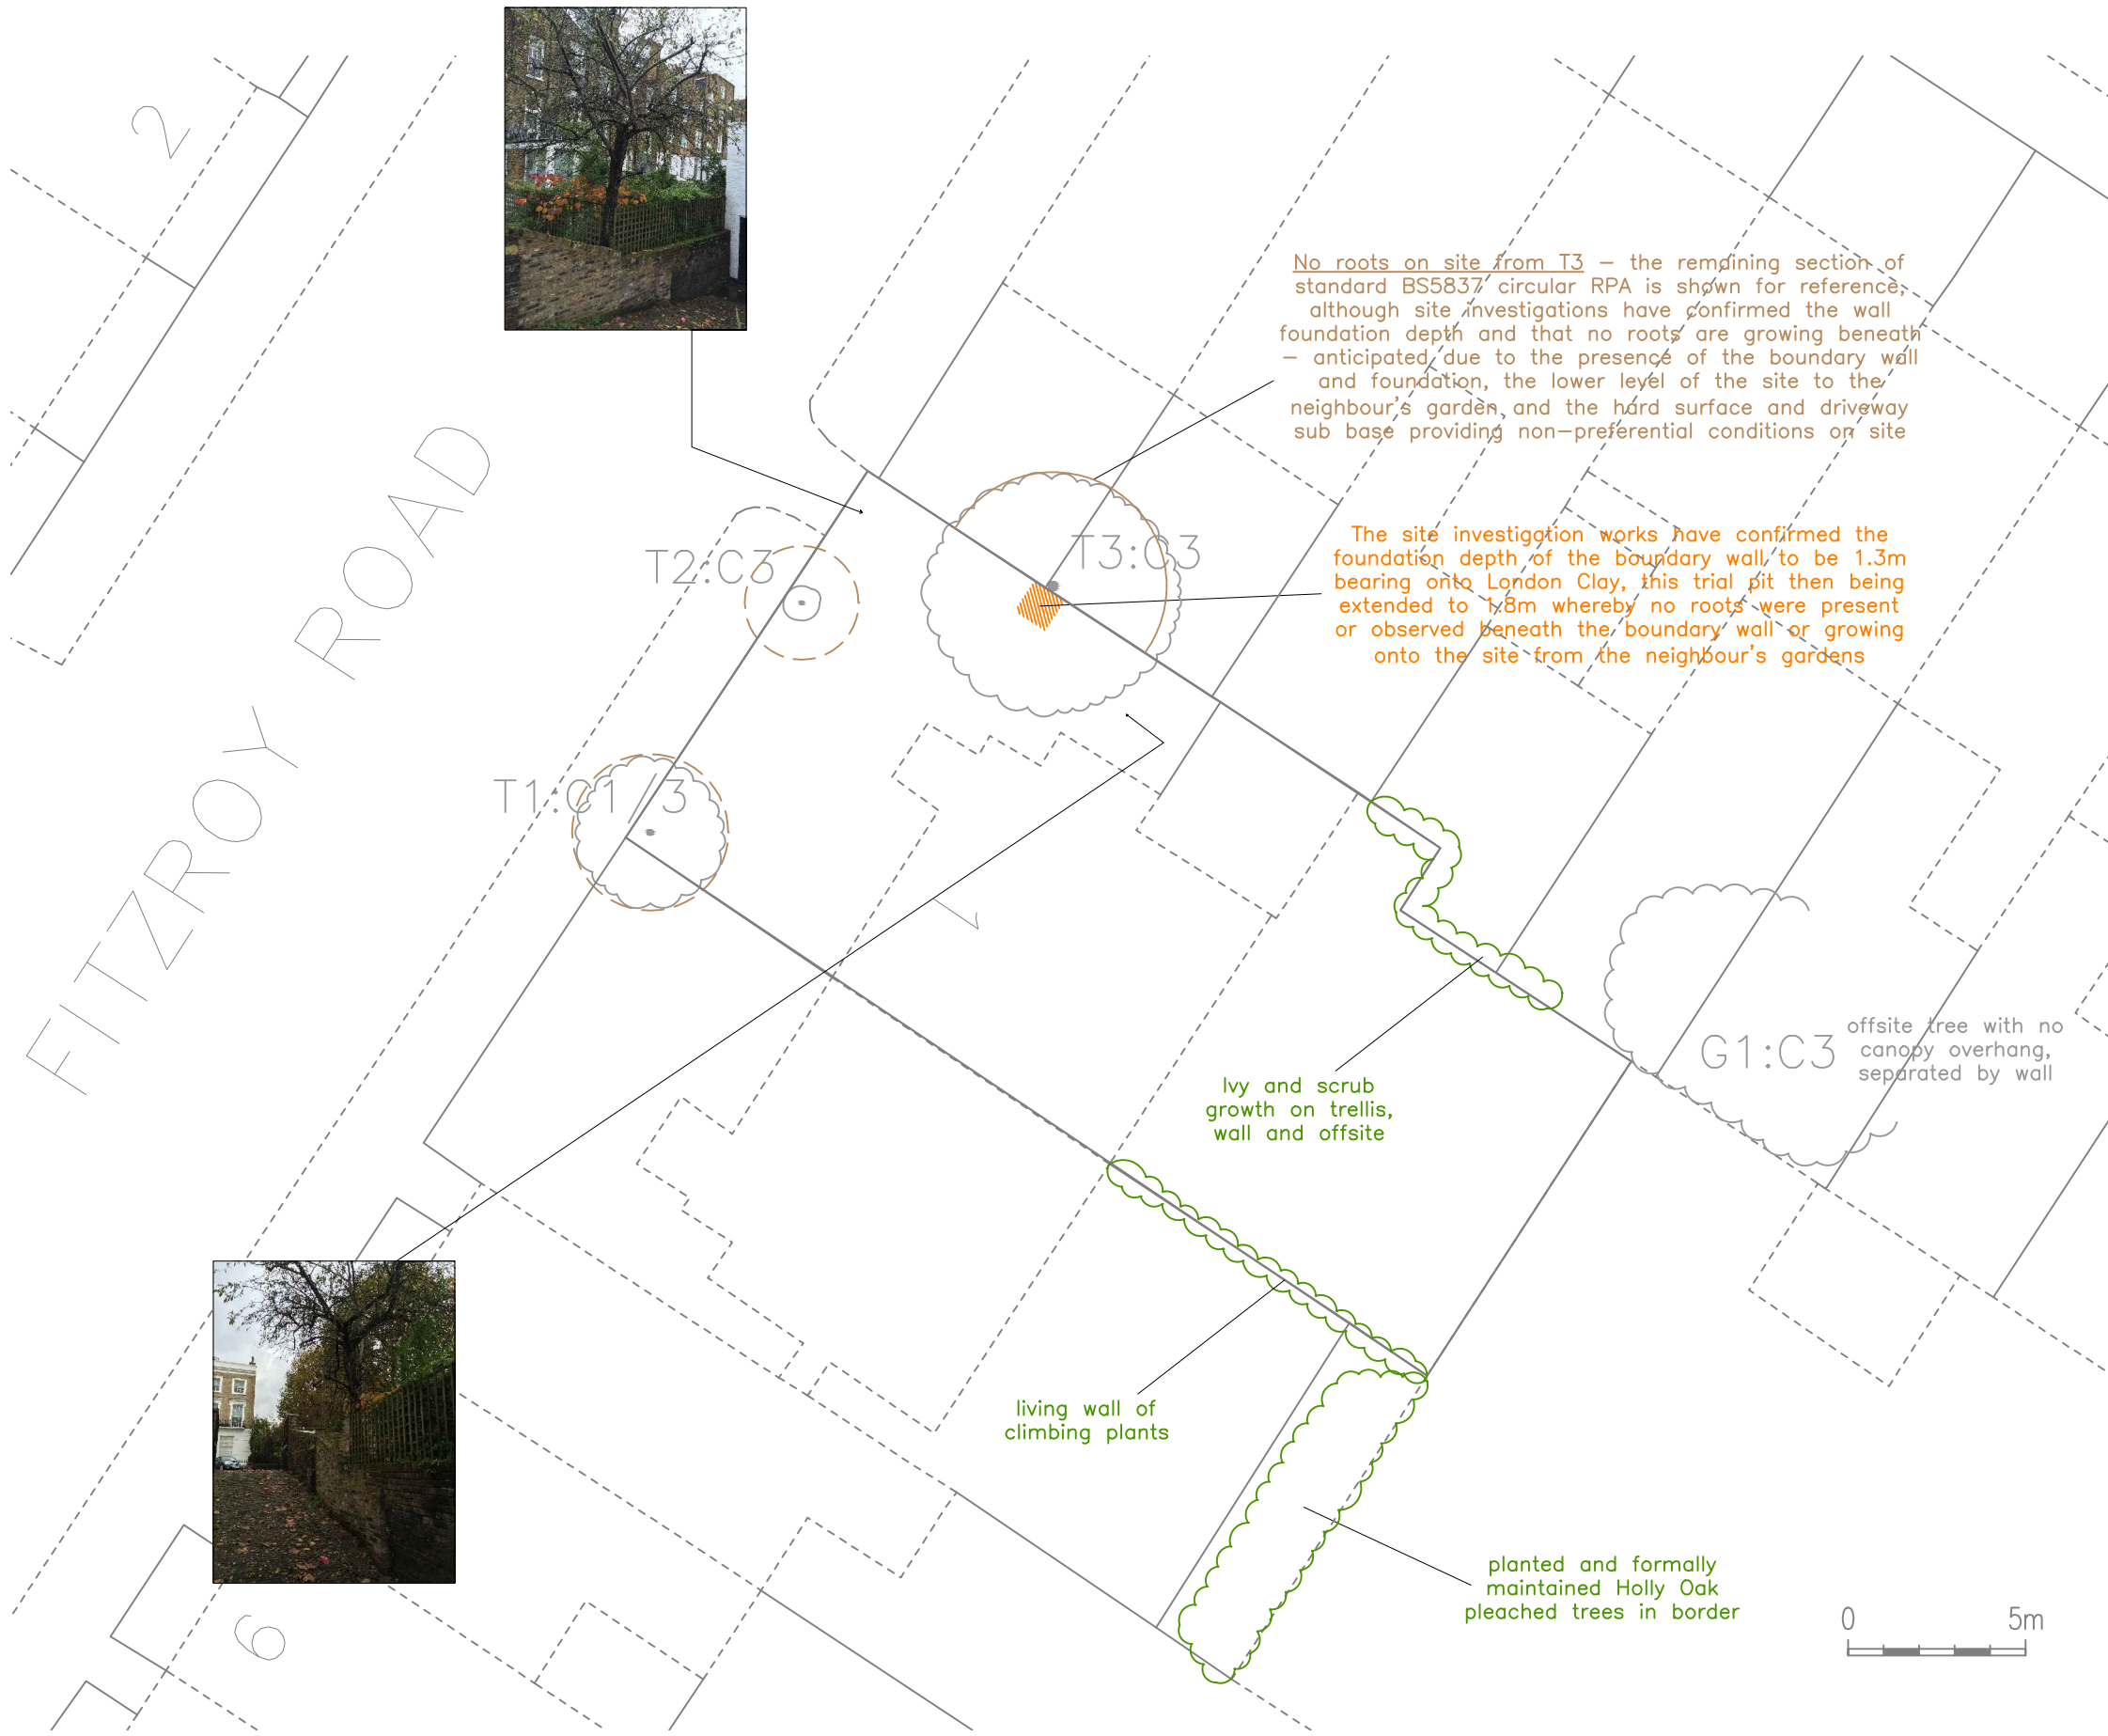 2
No roots on site from T3 – the remaining section of
standard BS5837 circular RPA is shown for reference,
although site investigations have confirmed the wall
foundation depth and that no roots are growing beneath
– anticipated due to the presence of the boundary wall
and foundation, the lower level of the site to the
neighbour's garden and the hard surface and driveway
sub base providing non–preferential conditions on site
FITZROY ROAD
T2:C3
T3:C3
The site investigation works have confirmed the
foundation depth of the boundary wall to be 1.3m
bearing onto London Clay, this trial pit then being
extended to 1.8m whereby no roots were present
or observed beneath the boundary wall or growing
onto the site from the neighbour's gardens
T1:C1/3
7
G1:C3
offsite tree with no
canopy overhang,
separated by wall
Ivy and scrub
growth on trellis,
wall and offsite
living wall of
climbing plants
planted and formally
maintained Holly Oak
pleached trees in border
6
0 5m